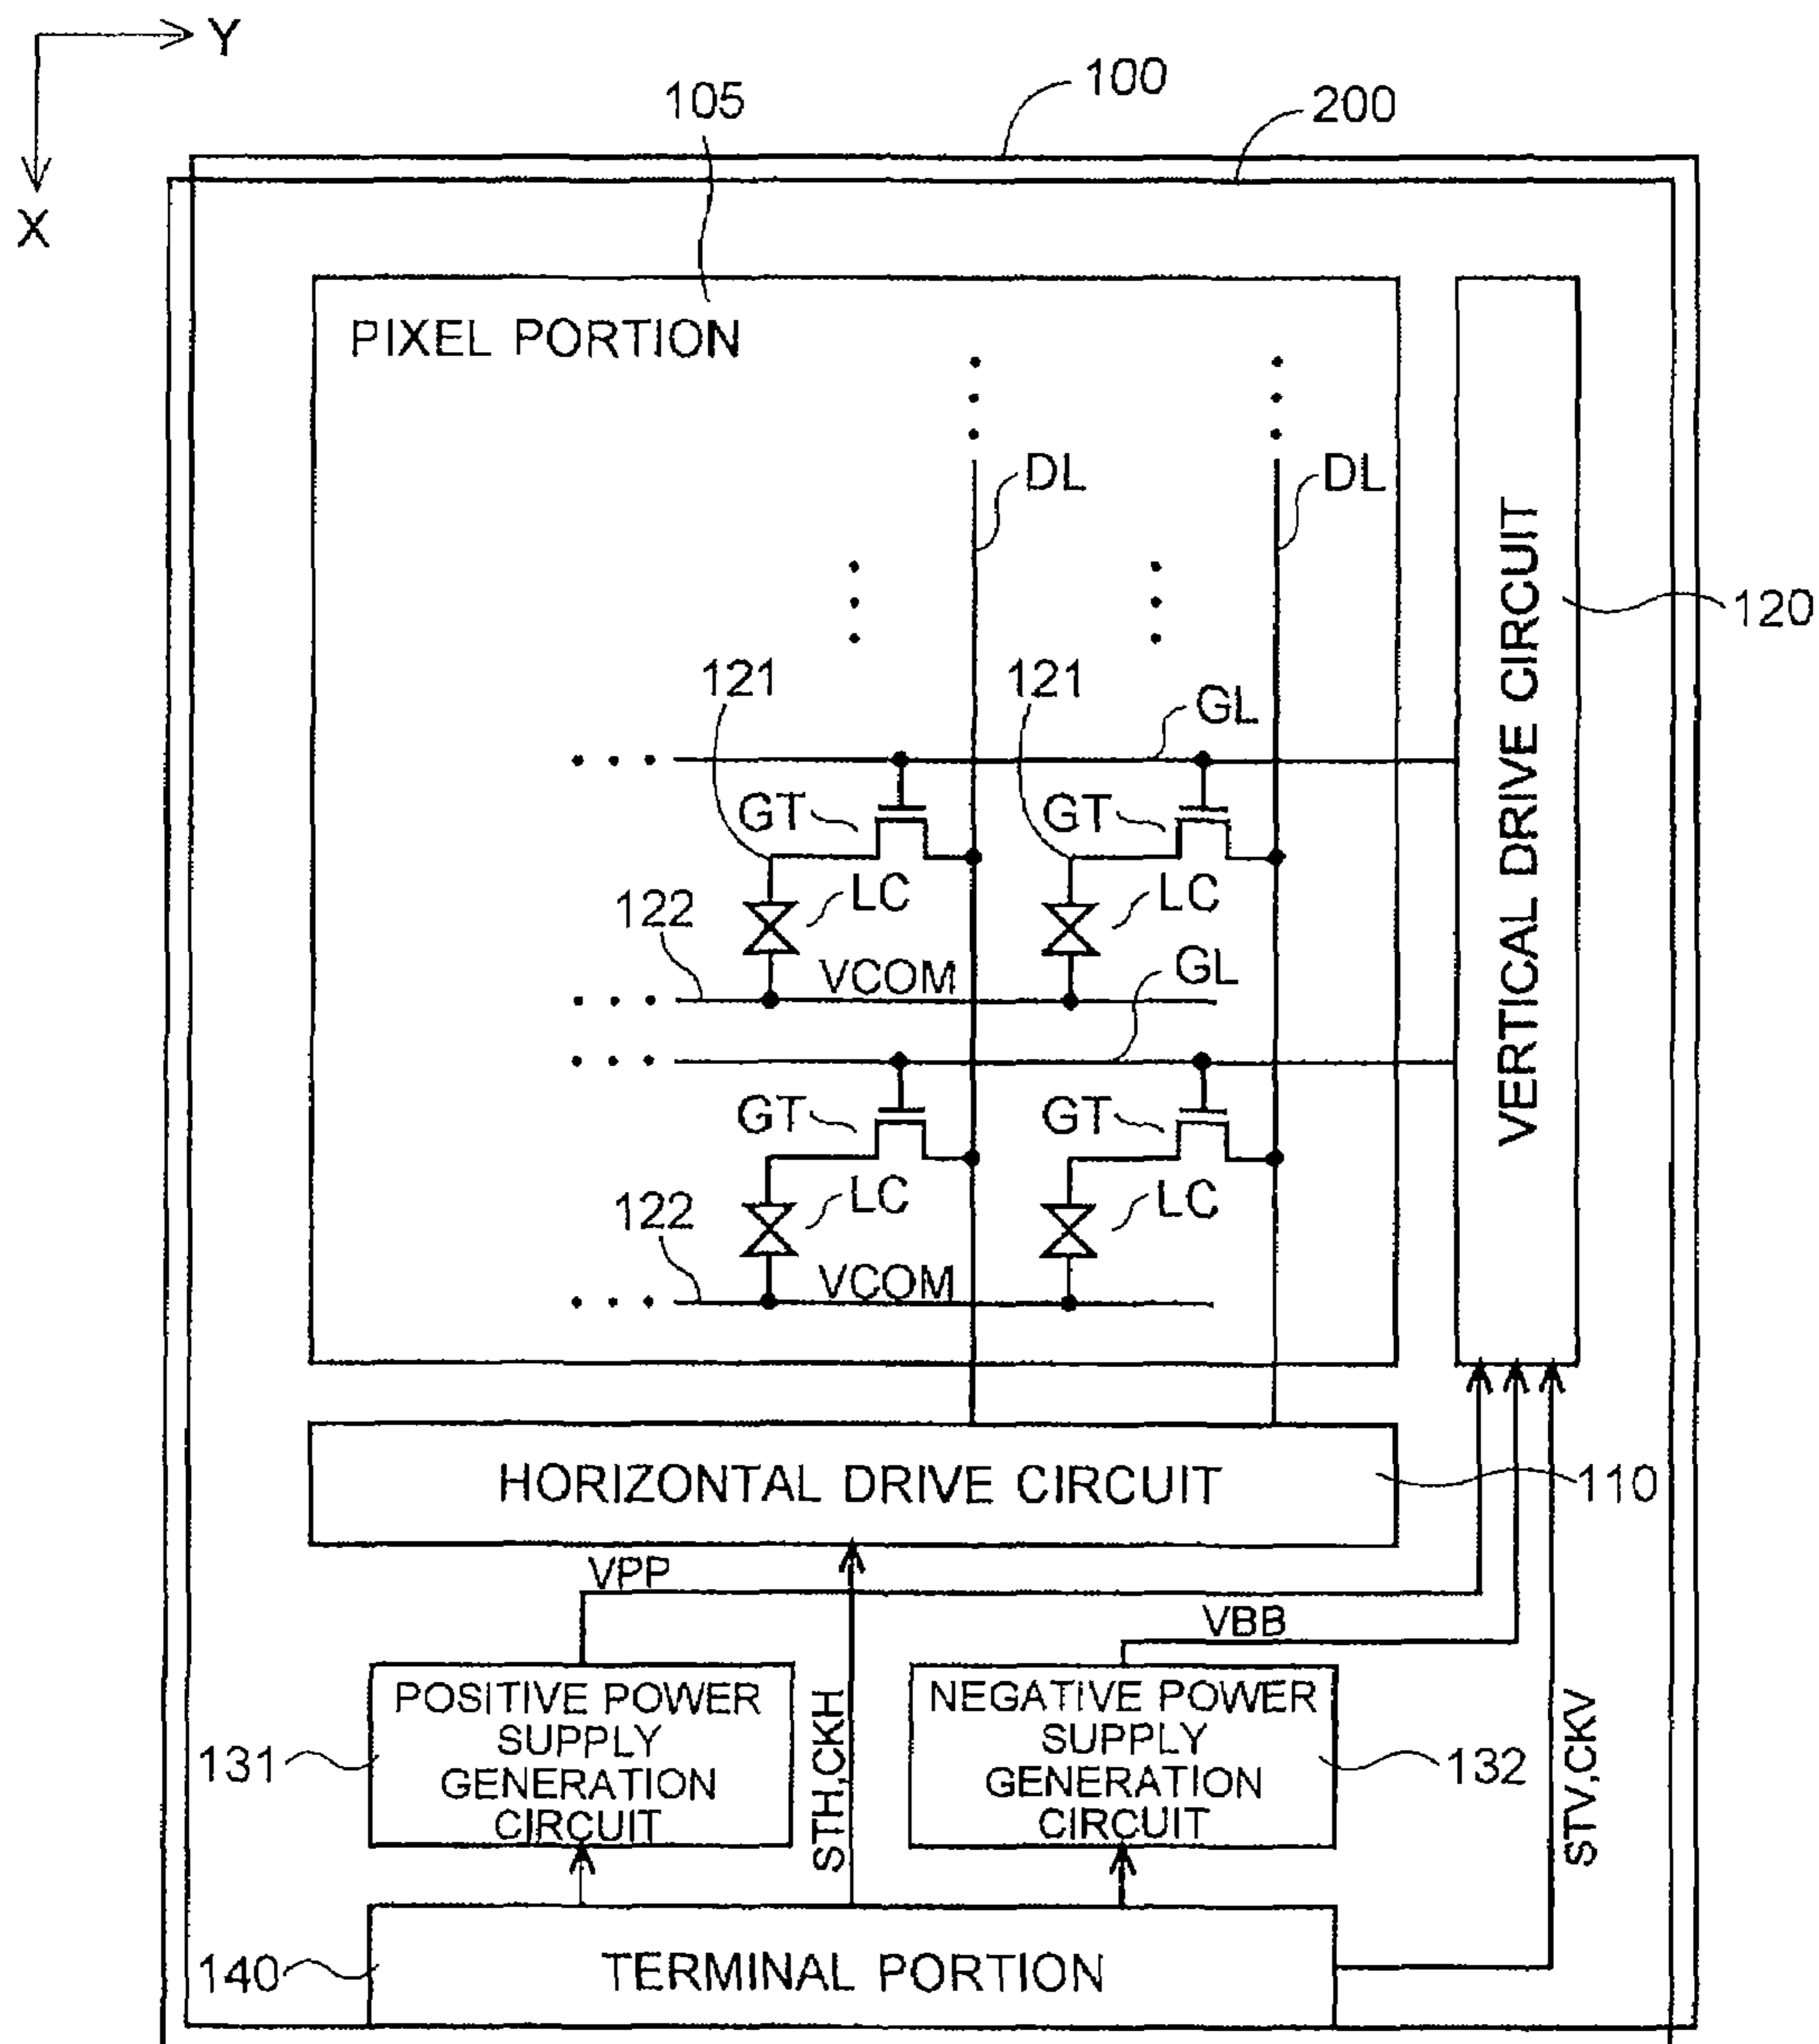 Y
100
105
200
X
PIXEL PORTION
DL
DL
VERTICAL DRIVE CIRCUIT
120
121
121
GL
GT
GT
LC
LC
122
VCOM
GL
GT
GT
LC
LC
122
VCOM
HORIZONTAL DRIVE CIRCUIT
110
VPP
VBB
POSITIVE POWER
SUPPLY
GENERATION
CIRCUIT
131
STH,CKH
NEGATIVE POWER
SUPPLY
GENERATION
CIRCUIT
132
STV,CKV
140
TERMINAL PORTION